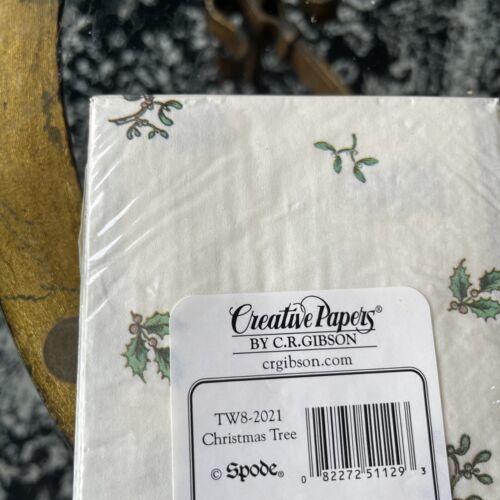 Creative Papers®
BY C.R.GIBSON
crgibson.com
TW8-2021
Christmas Tree
© Spode®
0 82272 51129 3